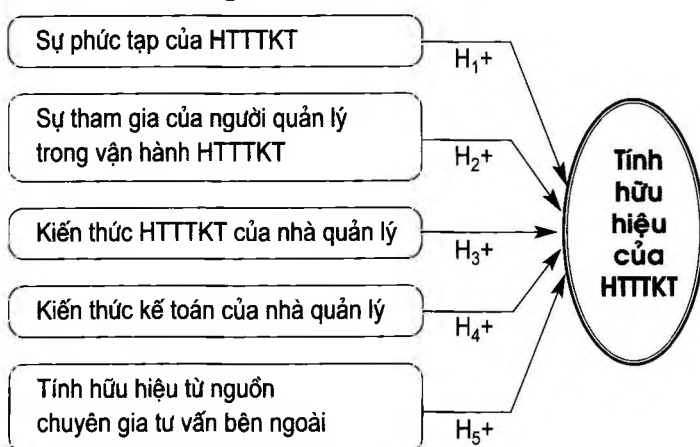 Sự phức tạp của HTTTKT
H₁+
Sự tham gia của người quản lý
trong vận hành HTTTKT
H₂+
Kiến thức HTTTKT của nhà quản lý
H₃+
Kiến thức kế toán của nhà quản lý
H₄+
Tính hữu hiệu từ nguồn
chuyên gia tư vấn bên ngoài
H₅+
Tính
hữu
hiệu
của
HTTTKT